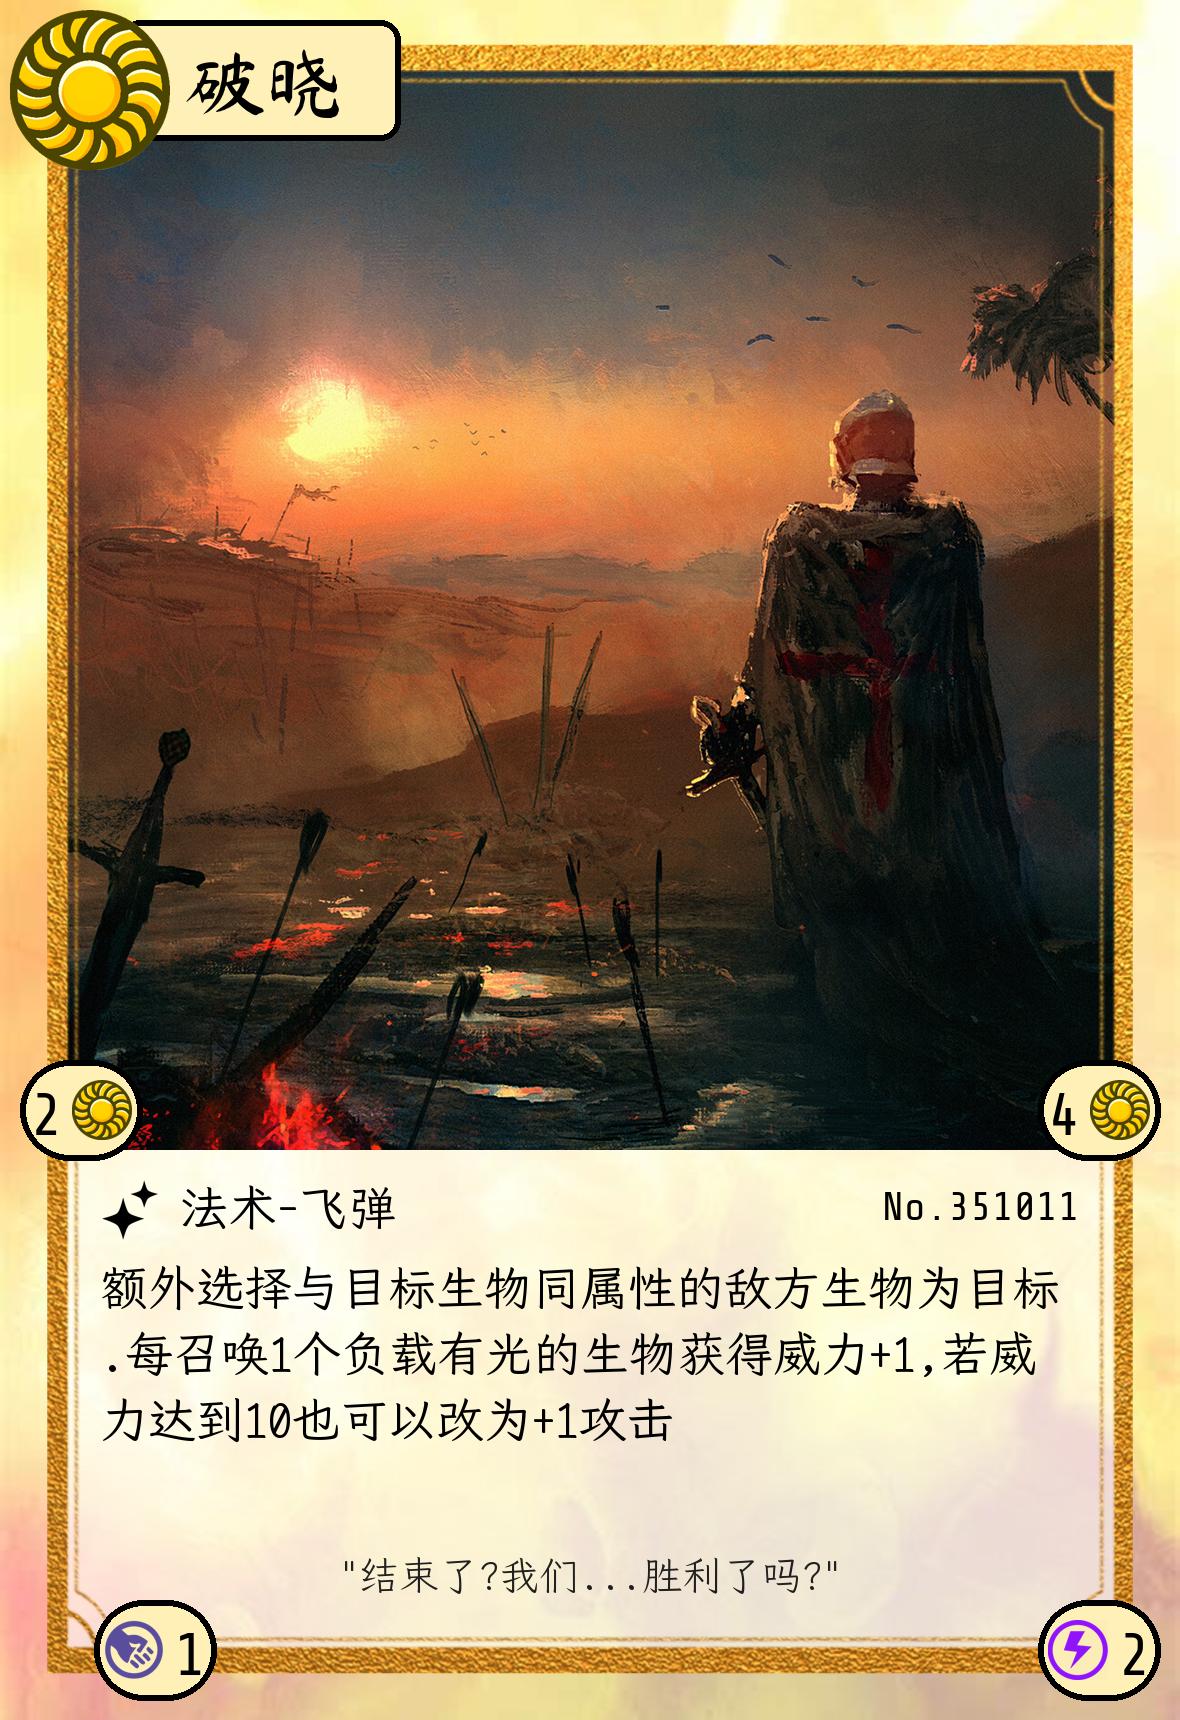 破晓
2
4
法术-飞弹
No.351011
额外选择与目标生物同属性的敌方生物为目标
.每召唤1个负载有光的生物获得威力+1,若威
力达到10也可以改为+1攻击
"结束了?我们...胜利了吗?"
1
2